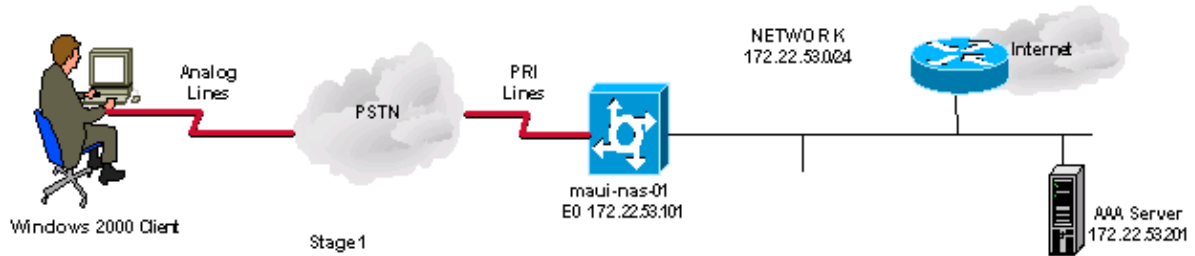 NETWORK
172.22.53.0/24
Internet
Analog
Lines
PRI
Lines
PSTN
maui-nas-01
E0 172.22.53.101
Windows 2000 Client
Stage1
AAA Server
172.22.53.201